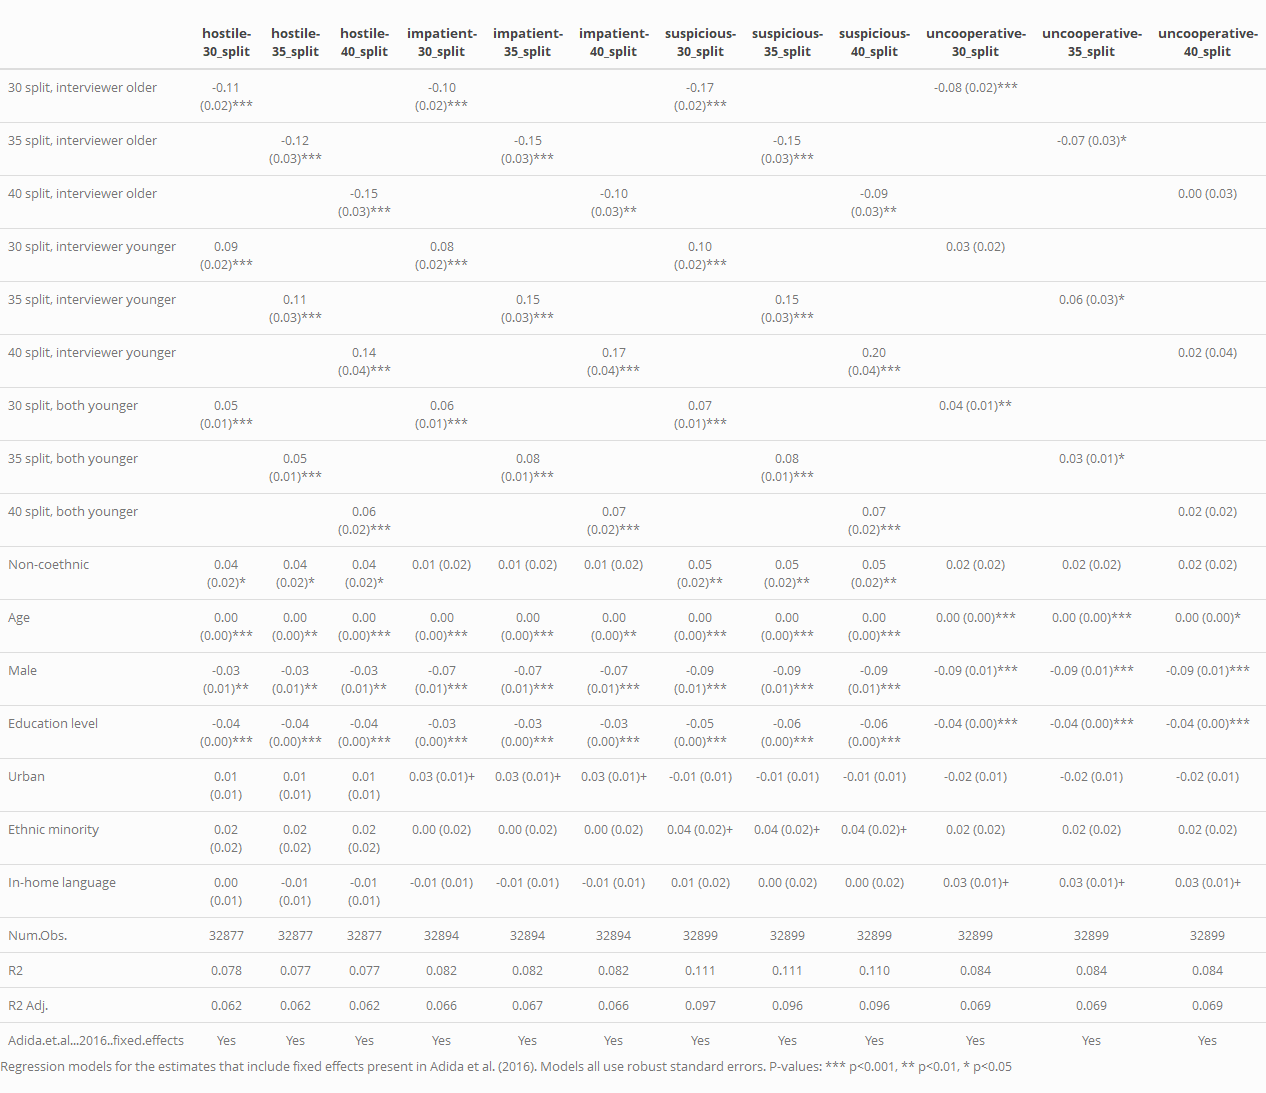 hostile- hostile- hostile- impatient- impatient- impatient- suspicious- suspicious- suspicious- uncooperative- uncooperative- uncooperative-
30_split 35_split 40_split 30_split 35_split 40_split 30_split 35_split 40_split 30_split 35_split 40_split
30 split, interviewer older -0.11 -0.10 -0.17 -0.08 (0.02)***
(0.02)*** (0.02)*** (0.02)***
35 split, interviewer older -0.12 -0.15 -0.15 -0.07 (0.03)*
(0.03)*** (0.03)*** (0.03)***
40 split, interviewer older -0.15 -0.10 -0.09 0.00 (0.03)
(0.03)*** (0.03)** (0.03)**
30 split, interviewer younger 0.09 0.08 0.10 0.03 (0.02)
(0.02)*** (0.02)*** (0.02)***
35 split, interviewer younger 0.11 0.15 0.15 0.06 (0.03)*
(0.03)*** (0.03)*** (0.03)***
40 split, interviewer younger 0.14 0.17 0.20 0.02 (0.04)
(0.04)*** (0.04)*** (0.04)***
30 split, both younger 0.05 0.06 0.07 0.04 (0.01)**
(0.01)*** (0.01)*** (0.01)***
35 split, both younger 0.05 0.08 0.08 0.03 (0.01)*
(0.01)*** (0.01)*** (0.01)***
40 split, both younger 0.06 0.07 0.07 0.02 (0.02)
(0.02)*** (0.02)*** (0.02)***
Non-coethnic 0.04 0.04 0.04 0.01 (0.02) 0.01 (0.02) 0.01 (0.02) 0.05 0.05 0.05 0.02 (0.02) 0.02 (0.02) 0.02 (0.02)
(0.02)* (0.02)* (0.02)* (0.02)** (0.02)** (0.02)**
Age 0.00 0.00 0.00 0.00 0.00 0.00 0.00 0.00 0.00 0.00 (0.00)*** 0.00 (0.00)*** 0.00 (0.00)*
(0.00)*** (0.00)** (0.00)*** (0.00)*** (0.00)*** (0.00)** (0.00)*** (0.00)*** (0.00)***
Male -0.03 -0.03 -0.03 -0.07 -0.07 -0.07 -0.09 -0.09 -0.09 -0.09 (0.01)*** -0.09 (0.01)*** -0.09 (0.01)***
(0.01)** (0.01)** (0.01)** (0.01)*** (0.01)*** (0.01)*** (0.01)*** (0.01)*** (0.01)***
Education level -0.04 -0.04 -0.04 -0.03 -0.03 -0.03 -0.05 -0.06 -0.06 -0.04 (0.00)*** -0.04 (0.00)*** -0.04 (0.00)***
(0.00)*** (0.00)*** (0.00)*** (0.00)*** (0.00)*** (0.00)*** (0.00)*** (0.00)*** (0.00)***
Urban 0.01 0.01 0.01 0.03 (0.01)+ 0.03 (0.01)+ 0.03 (0.01)+ -0.01 (0.01) -0.01 (0.01) -0.01 (0.01) -0.02 (0.01) -0.02 (0.01) -0.02 (0.01)
(0.01) (0.01) (0.01)
Ethnic minority 0.02 0.02 0.02 0.00 (0.02) 0.00 (0.02) 0.00 (0.02) 0.04 (0.02)+ 0.04 (0.02)+ 0.04 (0.02)+ 0.02 (0.02) 0.02 (0.02) 0.02 (0.02)
(0.02) (0.02) (0.02)
In-home language 0.00 -0.01 -0.01 -0.01 (0.01) -0.01 (0.01) -0.01 (0.01) 0.01 (0.02) 0.00 (0.02) 0.00 (0.02) 0.03 (0.01)+ 0.03 (0.01)+ 0.03 (0.01)+
(0.01) (0.01) (0.01)
Num.Obs. 32877 32877 32877 32894 32894 32894 32899 32899 32899 32899 32899 32899
R2 0.078 0.077 0.077 0.082 0.082 0.082 0.111 0.111 0.110 0.084 0.084 0.084
R2 Adj. 0.062 0.062 0.062 0.066 0.067 0.066 0.097 0.096 0.096 0.069 0.069 0.069
Adida.et.al...2016..fixed.effects Yes Yes Yes Yes Yes Yes Yes Yes Yes Yes Yes Yes
Regression models for the estimates that include fixed effects present in Adida et al. (2016). Models all use robust standard errors. P-values: *** p<0.001, ** p<0.01, * p<0.05